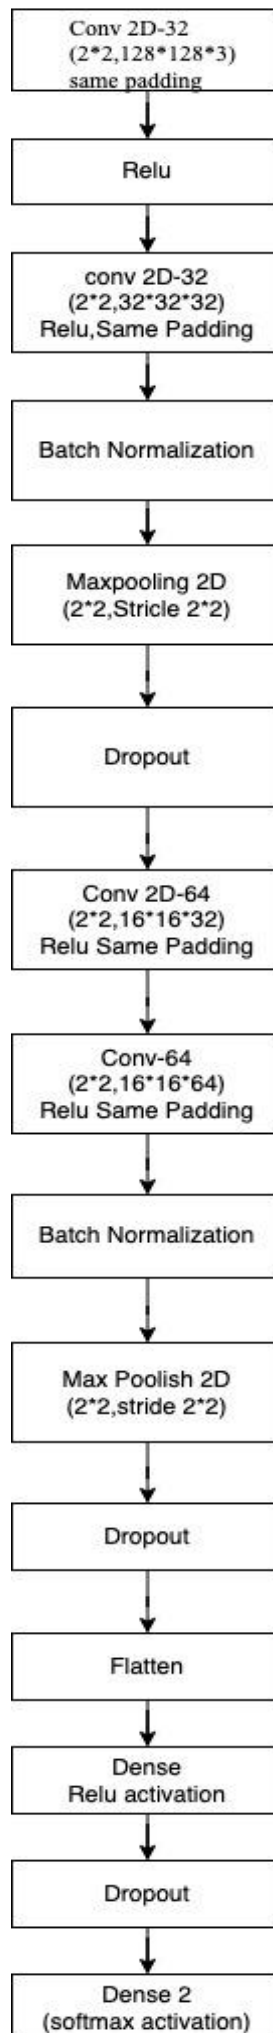 Conv 2D-32
(2*2,128*128*3)
same padding
Relu
conv 2D-32
(2*2,32*32*32)
Relu,Same Padding
Batch Normalization
Maxpooling 2D
(2*2,Stricle 2*2)
Dropout
Conv 2D-64
(2*2,16*16*32)
Relu Same Padding
Conv-64
(2*2,16*16*64)
Relu Same Padding
Batch Normalization
Max Poolish 2D
(2*2,stride 2*2)
Dropout
Flatten
Dense
Relu activation
Dropout
Dense 2
(softmax activation)